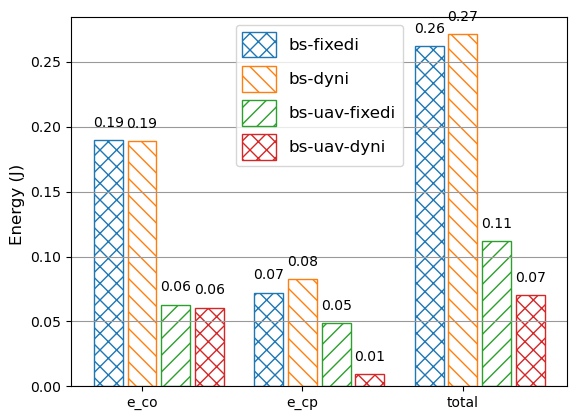 Energy (J)
0.25
0.20
0.15
0.10
0.05
0.00
bs-fixedi
bs-dyni
bs-uav-fixedi
bs-uav-dyni
0.19
0.19
0.06
0.06
0.07
0.08
0.05
0.01
0.26
0.27
0.11
0.07
e_co
e_cp
total